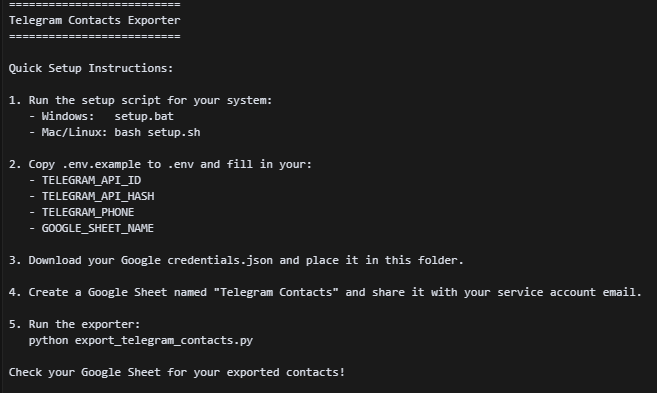 ==========================
Telegram Contacts Exporter
==========================
Quick Setup Instructions:
1. Run the setup script for your system:
- Windows:   setup.bat
- Mac/Linux: bash setup.sh
2. Copy .env.example to .env and fill in your:
- TELEGRAM_API_ID
- TELEGRAM_API_HASH
- TELEGRAM_PHONE
- GOOGLE_SHEET_NAME
3. Download your Google credentials.json and place it in this folder.
4. Create a Google Sheet named "Telegram Contacts" and share it with your service account email.
5. Run the exporter:
python export_telegram_contacts.py
Check your Google Sheet for your exported contacts!